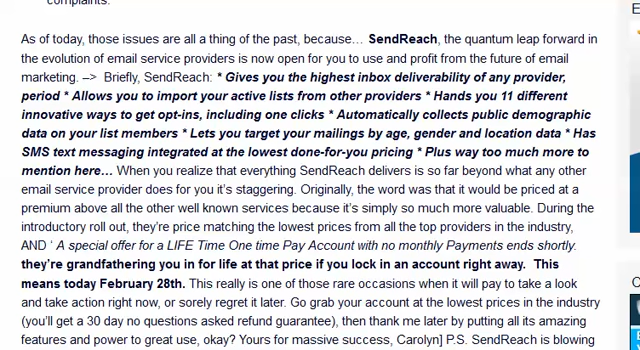 complaints.
As of today, those issues are all a thing of the past, because… SendReach, the quantum leap forward in
the evolution of email service providers is now open for you to use and profit from the future of email
marketing. –> Briefly, SendReach: * Gives you the highest inbox deliverability of any provider,
period * Allows you to import your active lists from other providers * Hands you 11 different
innovative ways to get opt-ins, including one clicks * Automatically collects public demographic
data on your list members * Lets you target your mailings by age, gender and location data * Has
SMS text messaging integrated at the lowest done-for-you pricing * Plus way too much more to
mention here… When you realize that everything SendReach delivers is so far beyond what any other
email service provider does for you it’s staggering. Originally, the word was that it would be priced at a
premium above all the other well known services because it’s simply so much more valuable. During the
introductory roll out, they’re price matching the lowest prices from all the top providers in the industry,
AND ‘ A special offer for a LIFE Time One time Pay Account with no monthly Payments ends shortly.
they’re grandfathering you in for life at that price if you lock in an account right away. This
means today February 28th. This really is one of those rare occasions when it will pay to take a look
and take action right now, or sorely regret it later. Go grab your account at the lowest prices in the industry
(you’ll get a 30 day no questions asked refund guarantee), then thank me later by putting all its amazing
features and power to great use, okay? Yours for massive success, Carolyn] P.S. SendReach is blowing